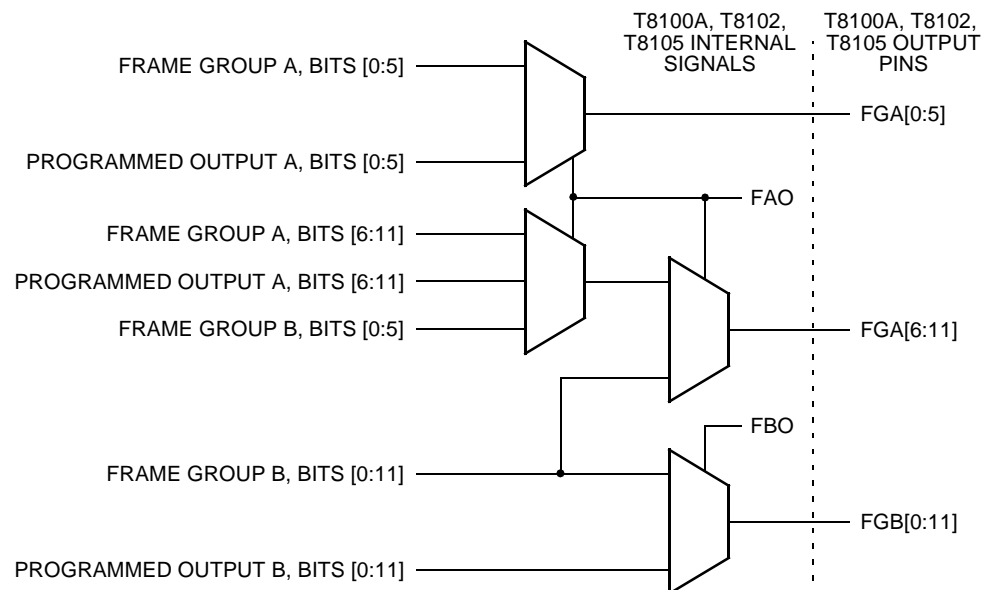 T8100A, T8102,
T8105 INTERNAL
SIGNALS
T8100A, T8102,
T8105 OUTPUT
PINS
FRAME GROUP A, BITS [0:5]
FGA[0:5]
PROGRAMMED OUTPUT A, BITS [0:5]
FAO
FRAME GROUP A, BITS [6:11]
PROGRAMMED OUTPUT A, BITS [6:11]
FRAME GROUP B, BITS [0:5]
FGA[6:11]
FBO
FRAME GROUP B, BITS [0:11]
FGB[0:11]
PROGRAMMED OUTPUT B, BITS [0:11]